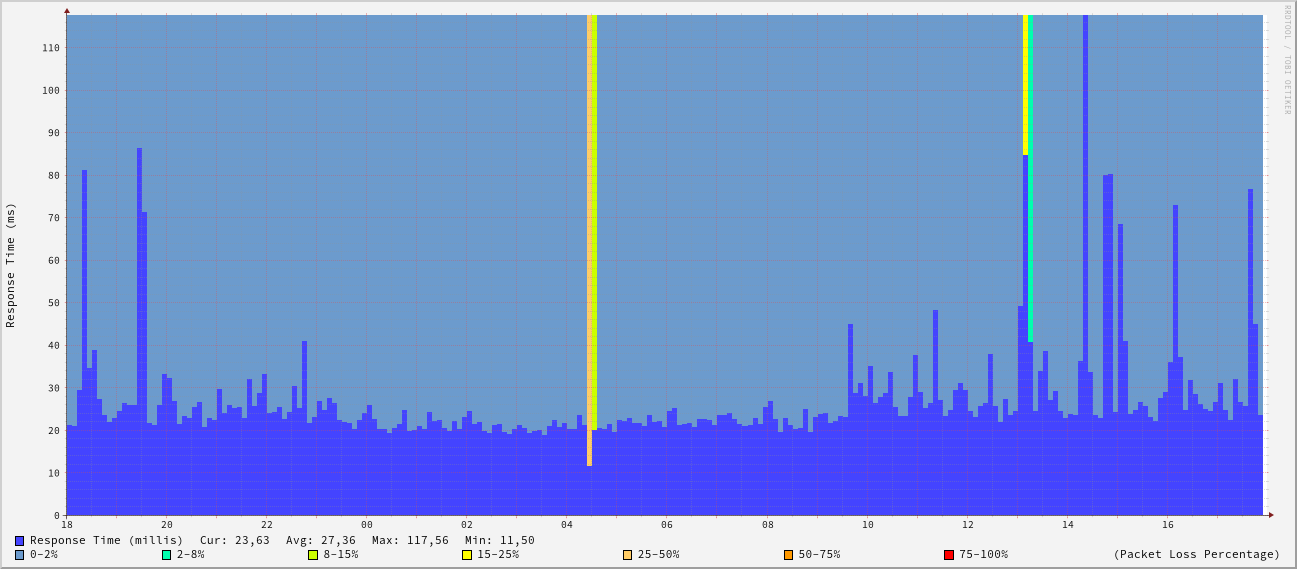 RRDTOOL / TOBI OETIKER
Response Time (ms)
110
100
90
80
70
60
50
40
30
20
10
0
18 20 22 00 02 04 06 08 10 12 14 16
Response Time (millis) Cur: 23,63 Avg: 27,36 Max: 117,56 Min: 11,50
0-2% 2-8% 8-15% 15-25% 25-50% 50-75% 75-100% (Packet Loss Percentage)